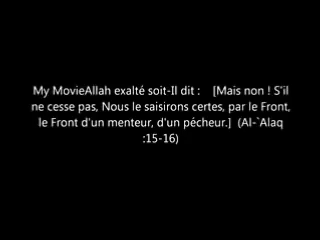 My MovieAllah exalté soit-Il dit :    [Mais non ! S'il
ne cesse pas, Nous le saisirons certes, par le Front,
le Front d'un menteur, d'un pécheur.]  (Al-`Alaq
:15-16)